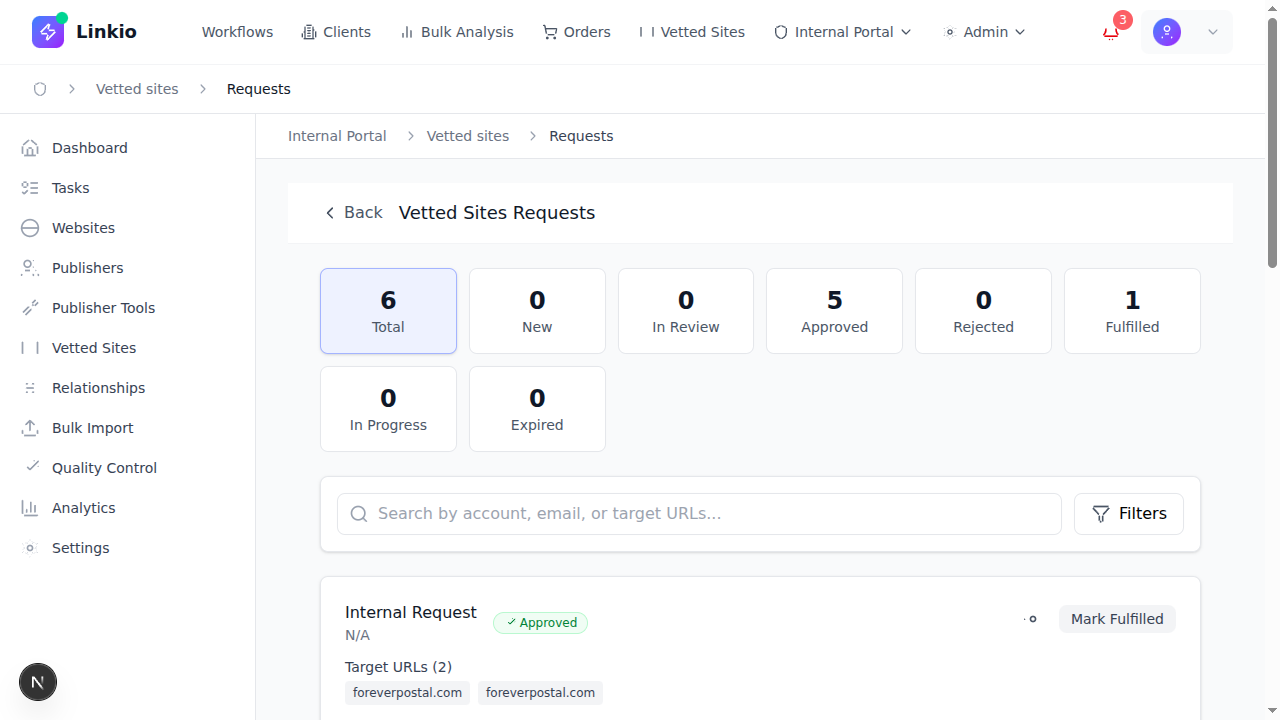 Linkio
Workflows
Clients
Bulk Analysis
Orders
Vetted Sites
Internal Portal
Admin
3
Vetted sites
Requests
Dashboard
Tasks
Websites
Publishers
Publisher Tools
Vetted Sites
Relationships
Bulk Import
Quality Control
Analytics
Settings
N
Internal Portal
Vetted sites
Requests
Back
Vetted Sites Requests
6
Total
0
New
0
In Review
5
Approved
0
Rejected
1
Fulfilled
0
In Progress
0
Expired
Search by account, email, or target URLs...
Filters
Internal Request
Approved
Mark Fulfilled
N/A
Target URLs (2)
foreverpostal.com
foreverpostal.com